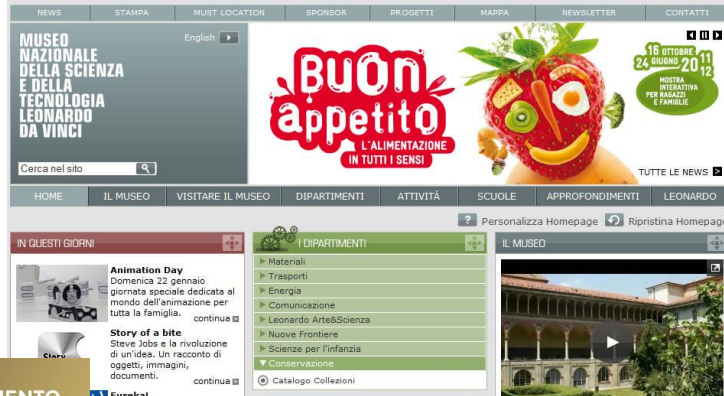 NEWS STAMPA MUST LOCATION SPONSOR PROGETTI MAPPA NEWSLETTER CONTATTI
MUSEO
NAZIONALE
DELLA SCIENZA
E DELLA
TECNOLOGIA
LEONARDO
DA VINCI
English
Cerca nel sito
BUON
appetito
L'ALIMENTAZIONE
IN TUTTI I SENSI
16 OTTOBRE 2011
24 GIUGNO 2012
MOSTRA
INTERATTIVA
PER RAGAZZI
E FAMIGLIE
TUTTE LE NEWS
HOME IL MUSEO VISITARE IL MUSEO DIPARTIMENTI ATTIVITÀ SCUOLE APPROFONDIMENTI LEONARDO
? Personalizza Homepage Ripristina Homepage
IN QUESTI GIORNI
Animation Day
Domenica 22 gennaio
giornata speciale dedicata al
mondo dell'animazione per
tutta la famiglia.
continua
Story of a bite
Steve Jobs e la rivoluzione
di un'idea. Un racconto di
oggetti, immagini,
documenti.
continua
Story
Eureka!
I DIPARTIMENTI
Materiali
Trasporti
Energia
Comunicazione
Leonardo Arte&Scienza
Nuove Frontiere
Scienze per l'infanzia
Conservazione
Catalogo Collezioni
IL MUSEO